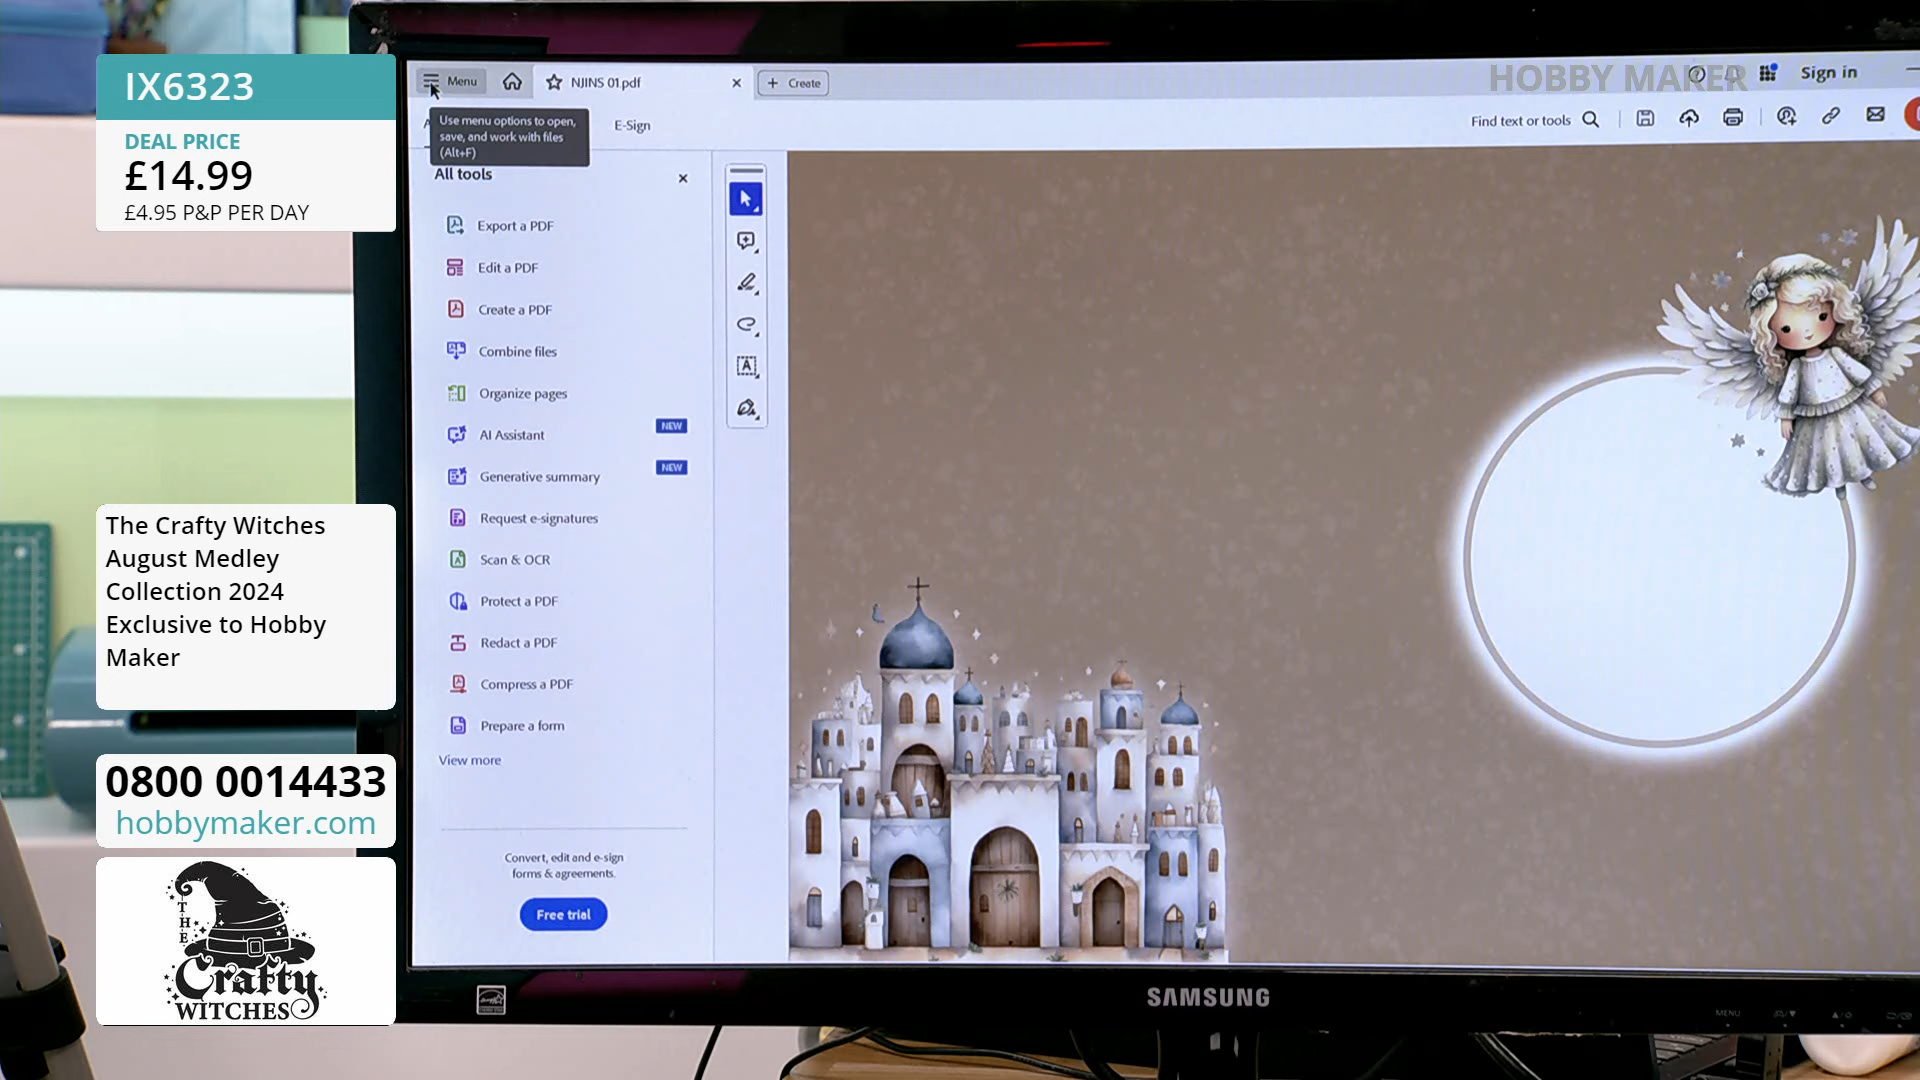 IX6323
DEAL PRICE
£14.99
£4.95 P&P PER DAY
The Crafty Witches
August Medley
Collection 2024
Exclusive to Hobby
Maker
0800 0014433
hobbymaker.com
THE
Crafty
WITCHES
HOBBY MAKER
Menu
NJINS 01.pdf
Create
Sign in
Use menu options to open,
save, and work with files
(Alt+F)
E-Sign
Find text or tools
All tools
Export a PDF
Edit a PDF
Create a PDF
Combine files
Organize pages
AI Assistant
NEW
Generative summary
NEW
Request e-signatures
Scan & OCR
Protect a PDF
Redact a PDF
Compress a PDF
Prepare a form
View more
Convert, edit and e-sign
forms & agreements.
Free trial
SAMSUNG
MENU